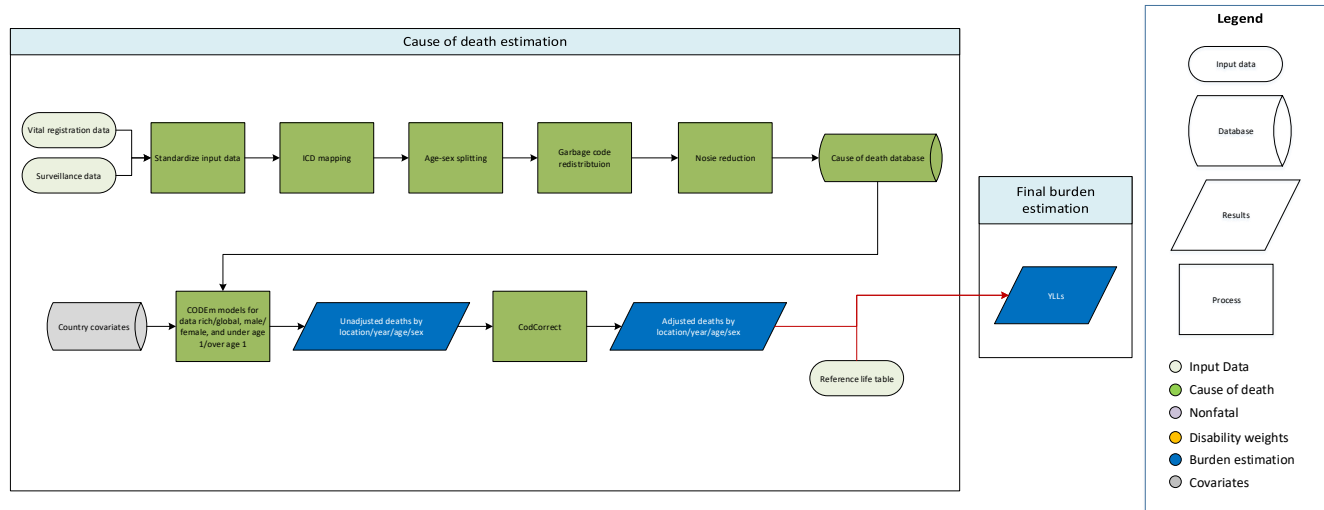 Cause of death estimation
Vital registration data
Surveillance data
Standardize input data
ICD mapping
Age-sex splitting
Garbage code
redistribtuion
Nosie reduction
Cause of death database
Country covariates
CODEm models for
data rich/global, male/
female, and under age
1/over age 1
Unadjusted deaths by
location/year/age/sex
CodCorrect
Adjusted deaths by
location/year/age/sex
Reference life table
Final burden
estimation
YLLs
Legend
Input data
Database
Results
Process
Input Data
Cause of death
Nonfatal
Disability weights
Burden estimation
Covariates